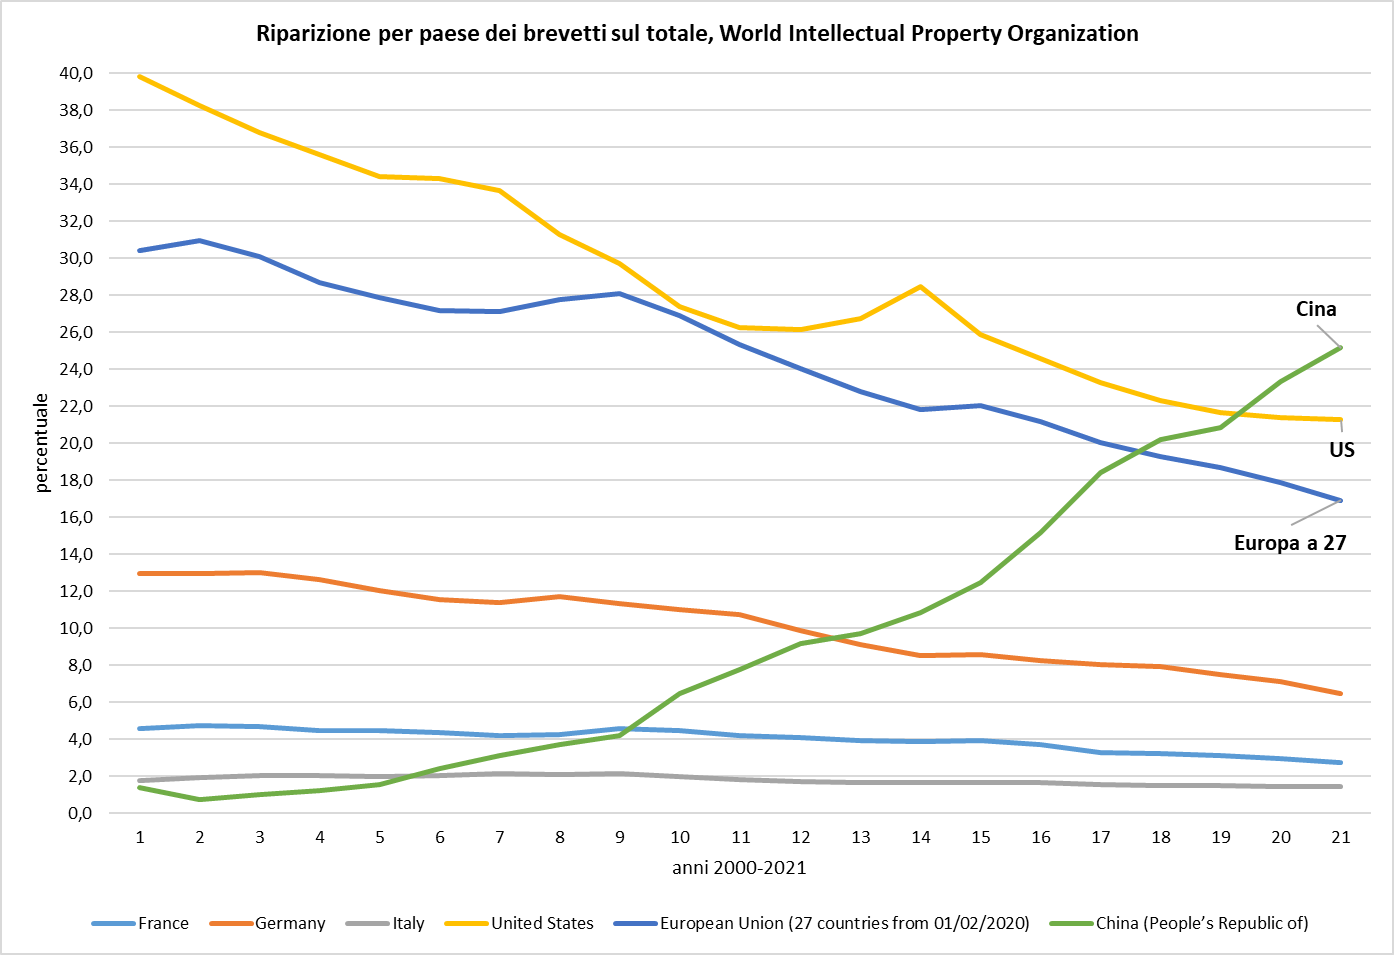 Riparizione per paese dei brevetti sul totale, World Intellectual Property Organization
40,0
38,0
36,0
34,0
32,0
30,0
28,0
26,0
24,0
22,0
20,0
18,0
16,0
14,0
12,0
10,0
8,0
6,0
4,0
2,0
0,0
percentuale
Cina
US
Europa a 27
1 2 3 4 5 6 7 8 9 10 11 12 13 14 15 16 17 18 19 20 21
anni 2000-2021
France Germany Italy United States European Union (27 countries from 01/02/2020) China (People’s Republic of)